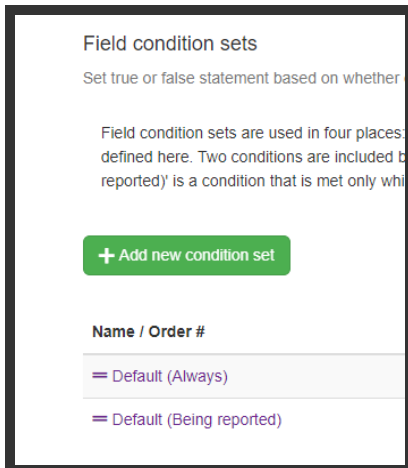 Field condition sets
Set true or false statement based on whether
Field condition sets are used in four places:
defined here. Two conditions are included b
reported)' is a condition that is met only whi
Add new condition set
Name / Order #
Default (Always)
Default (Being reported)